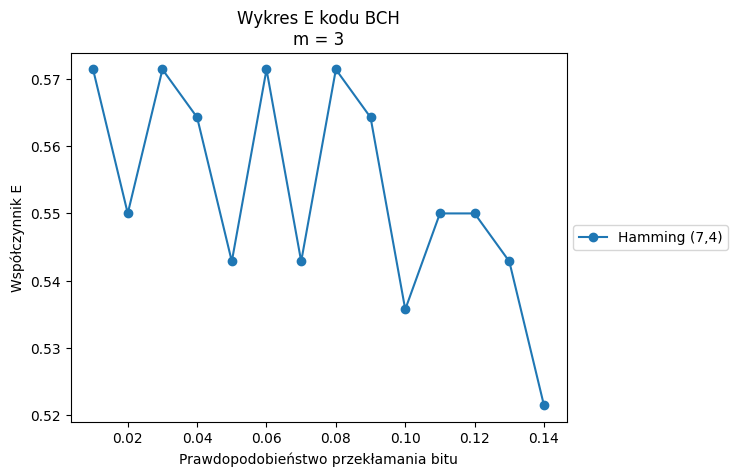 Wykres E kodu BCH
m = 3
Współczynnik E
0.57
0.56
0.55
0.54
0.53
0.52
0.02 0.04 0.06 0.08 0.10 0.12 0.14
Prawdopodobieństwo przekłamania bitu
Hamming (7,4)